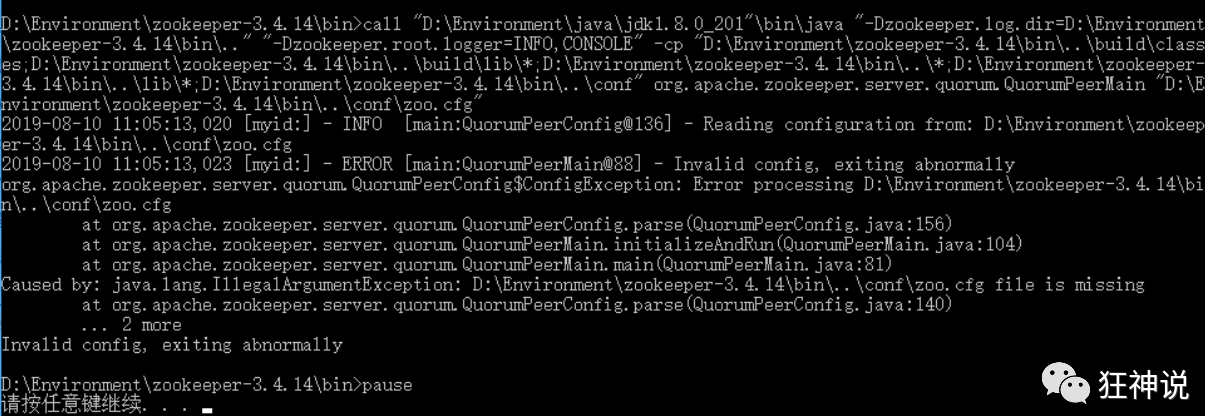 D:\Environment\zookeeper-3.4.14\bin>call "D:\Environment\java\jdk1.8.0_201"\bin\java "-Dzookeeper.log.dir=D:\Environment
\zookeeper-3.4.14\bin\.." "-Dzookeeper.root.logger=INFO,CONSOLE" -cp "D:\Environment\zookeeper-3.4.14\bin\..\build\class
es;D:\Environment\zookeeper-3.4.14\bin\..\build\lib\*;D:\Environment\zookeeper-3.4.14\bin\..\*;D:\Environment\zookeeper-
3.4.14\bin\..\lib\*;D:\Environment\zookeeper-3.4.14\bin\..\conf" org.apache.zookeeper.server.quorum.QuorumPeerMain "D:\E
nvironment\zookeeper-3.4.14\bin\..\conf\zoo.cfg"
2019-08-10 11:05:13,020 [myid:] - INFO  [main:QuorumPeerConfig@136] - Reading configuration from: D:\Environment\zookeep
er-3.4.14\bin\..\conf\zoo.cfg
2019-08-10 11:05:13,023 [myid:] - ERROR [main:QuorumPeerMain@88] - Invalid config, exiting abnormally
org.apache.zookeeper.server.quorum.QuorumPeerConfig$ConfigException: Error processing D:\Environment\zookeeper-3.4.14\bi
n\..\conf\zoo.cfg
at org.apache.zookeeper.server.quorum.QuorumPeerConfig.parse(QuorumPeerConfig.java:156)
at org.apache.zookeeper.server.quorum.QuorumPeerMain.initializeAndRun(QuorumPeerMain.java:104)
at org.apache.zookeeper.server.quorum.QuorumPeerMain.main(QuorumPeerMain.java:81)
Caused by: java.lang.IllegalArgumentException: D:\Environment\zookeeper-3.4.14\bin\..\conf\zoo.cfg file is missing
at org.apache.zookeeper.server.quorum.QuorumPeerConfig.parse(QuorumPeerConfig.java:140)
... 2 more
Invalid config, exiting abnormally
D:\Environment\zookeeper-3.4.14\bin>pause
请按任意键继续. . .
狂神说